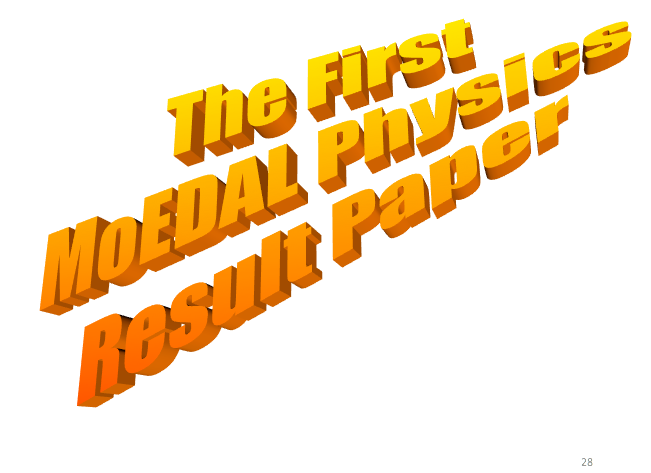 The First
MoEDAL Physics
Result Paper
28